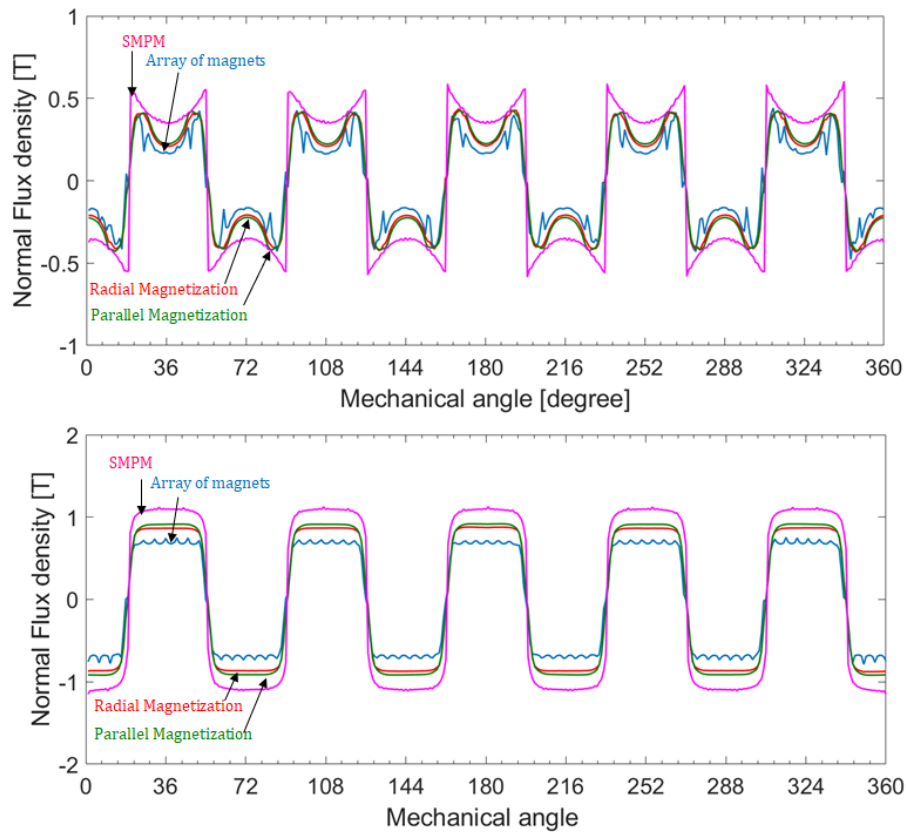 1
SMPM
Array of magnets
0.5
0
-0.5
-1
Normal Flux density [T]
Radial Magnetization
Parallel Magnetization
0 36 72 108 144 180 216 252 288 324 360
Mechanical angle [degree]
2
SMPM
Array of magnets
1
0
-1
-2
Normal Flux density [T]
Radial Magnetization
Parallel Magnetization
0 36 72 108 144 180 216 252 288 324 360
Mechanical angle